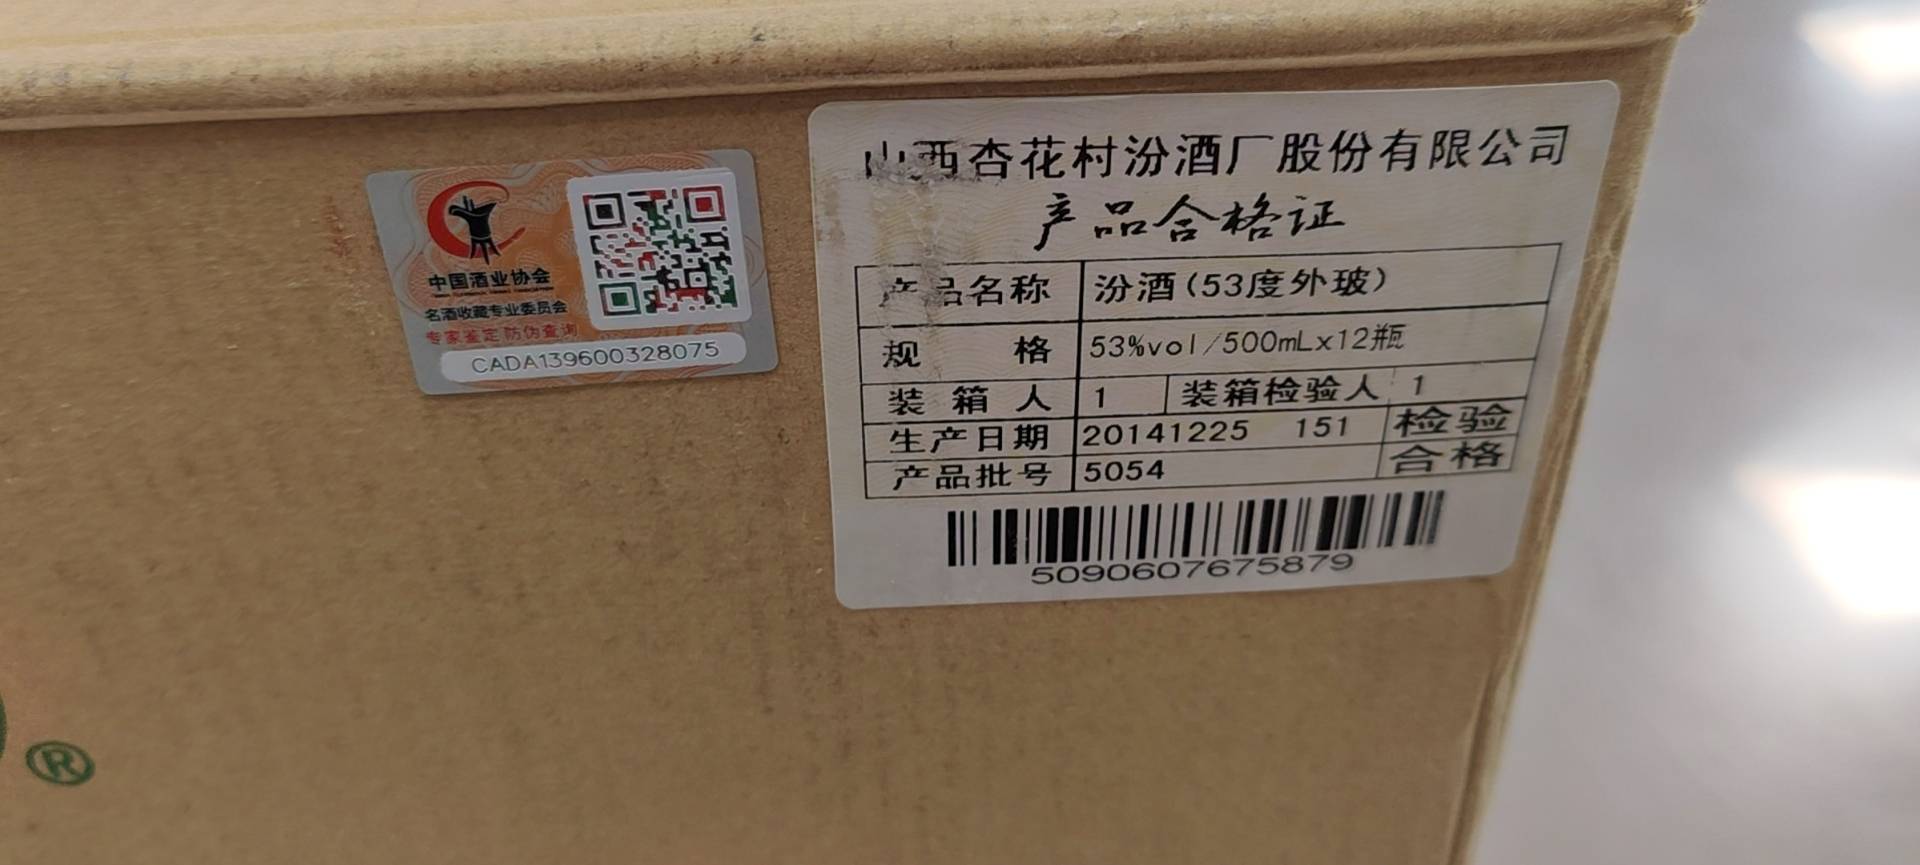 中国酒业协会
名酒收藏专业委员会
专家鉴定 防伪查询
CADA139600328075
山西杏花村汾酒厂股份有限公司
产品合格证
产品名称 汾酒(53度外玻)
规 格 53%vol/500mLx12瓶
装 箱 人 1 装箱检验人 1
生产日期 20141225 151 检验
产品批号 5054 合格
5090607675879
®